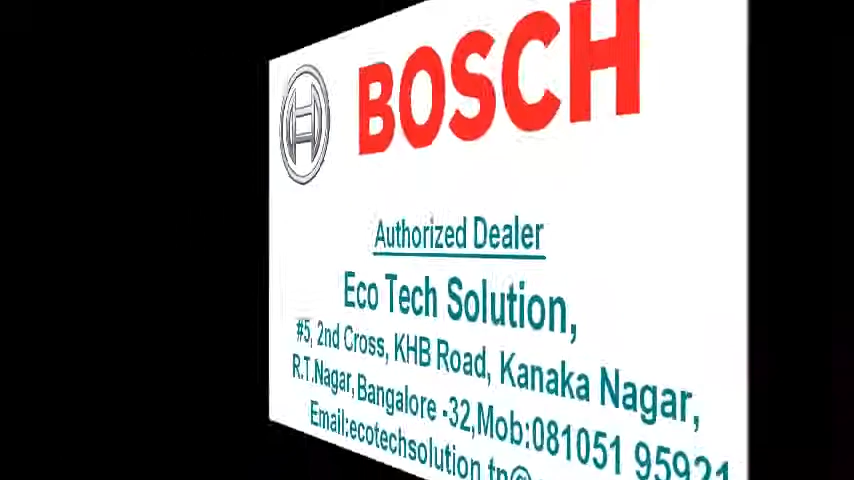 BOSCH
Authorized Dealer
Eco Tech Solution,
#5, 2nd Cross, KHB Road, Kanaka Nagar,
R.T.Nagar,Bangalore -32,Mob:081051 95921
Email:ecotechsolution.tp@